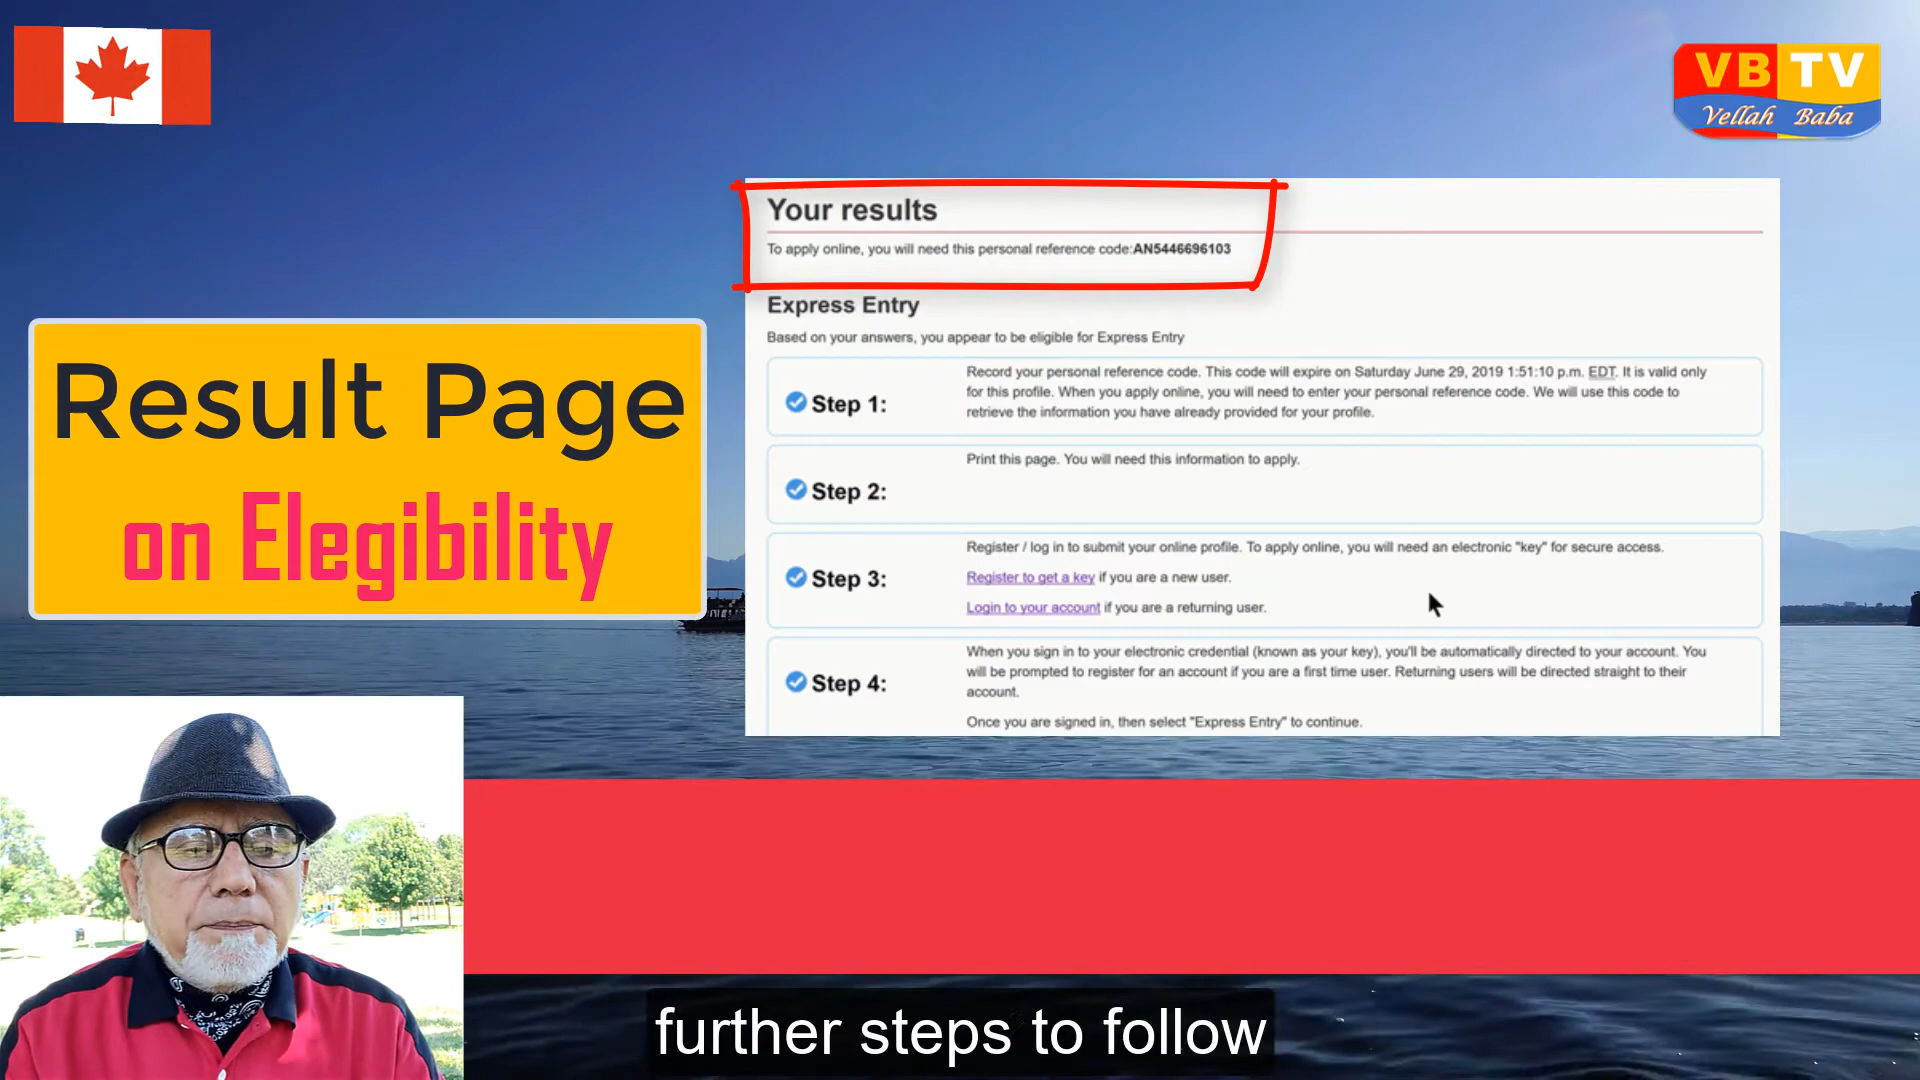 VB TV
Vellah Baba
Your results
To apply online, you will need this personal reference code:AN5446696103
Express Entry
Based on your answers, you appear to be eligible for Express Entry
Step 1:
Record your personal reference code. This code will expire on Saturday June 29, 2019 1:51:10 p.m. EDT. It is valid only
for this profile. When you apply online, you will need to enter your personal reference code. We will use this code to
retrieve the information you have already provided for your profile.
Step 2:
Print this page. You will need this information to apply.
Step 3:
Register / log in to submit your online profile. To apply online, you will need an electronic "key" for secure access.
Register to get a key if you are a new user.
Login to your account if you are a returning user.
Step 4:
When you sign in to your electronic credential (known as your key), you'll be automatically directed to your account. You
will be prompted to register for an account if you are a first time user. Returning users will be directed straight to their
account.
Once you are signed in, then select "Express Entry" to continue.
Result Page
on Elegibility
further steps to follow